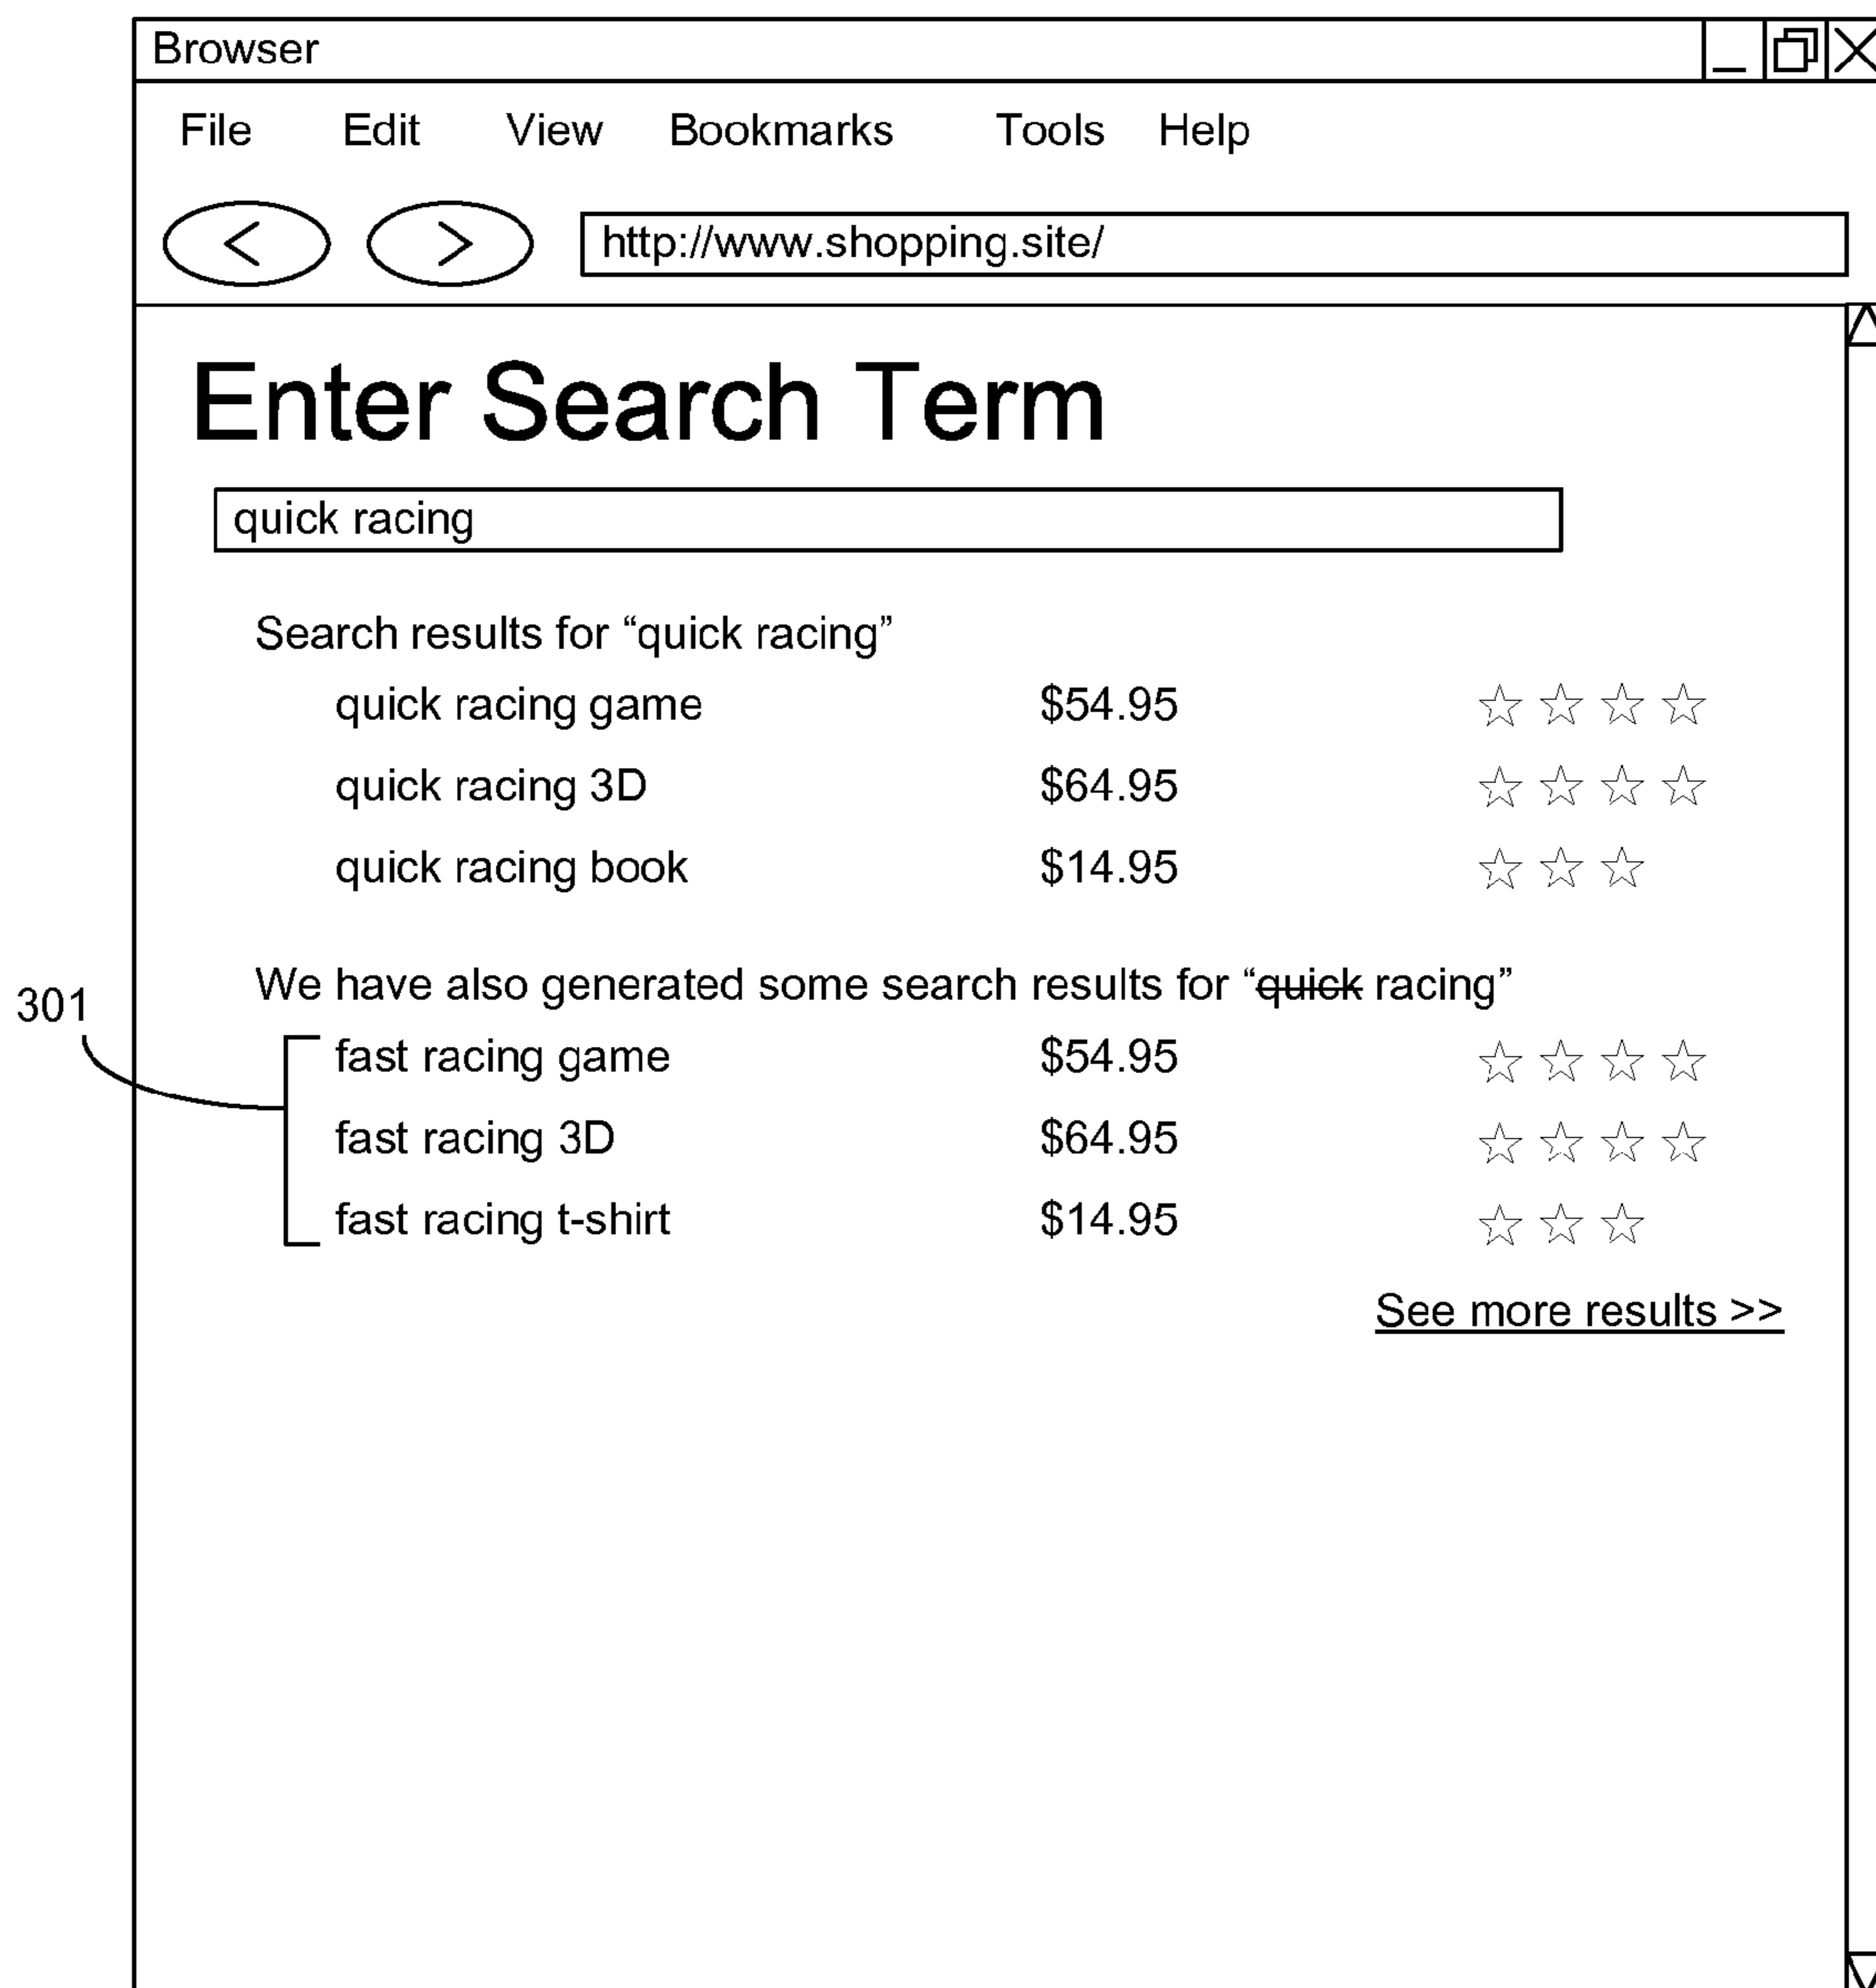 Browser
File Edit View Bookmarks Tools Help
< > http://www.shopping.site/
Enter Search Term
quick racing
Search results for “quick racing”
quick racing game $54.95
quick racing 3D $64.95
quick racing book $14.95
We have also generated some search results for “quick racing”
301
fast racing game $54.95
fast racing 3D $64.95
fast racing t-shirt $14.95
See more results >>